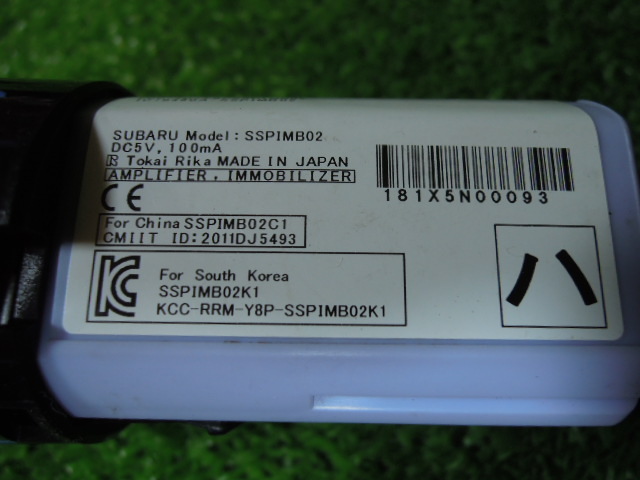 SUBARU Model:SSPIMB02
DC5V, 100mA
Tokai Rika MADE IN JAPAN
AMPLIFIER, IMMOBILIZER
CE
181X5N00093
For China SSPIMB02C1
CMIIT ID:2011DJ5493
For South Korea
SSPIMB02K1
KCC-RRM-Y8P-SSPIMB02K1
ハ